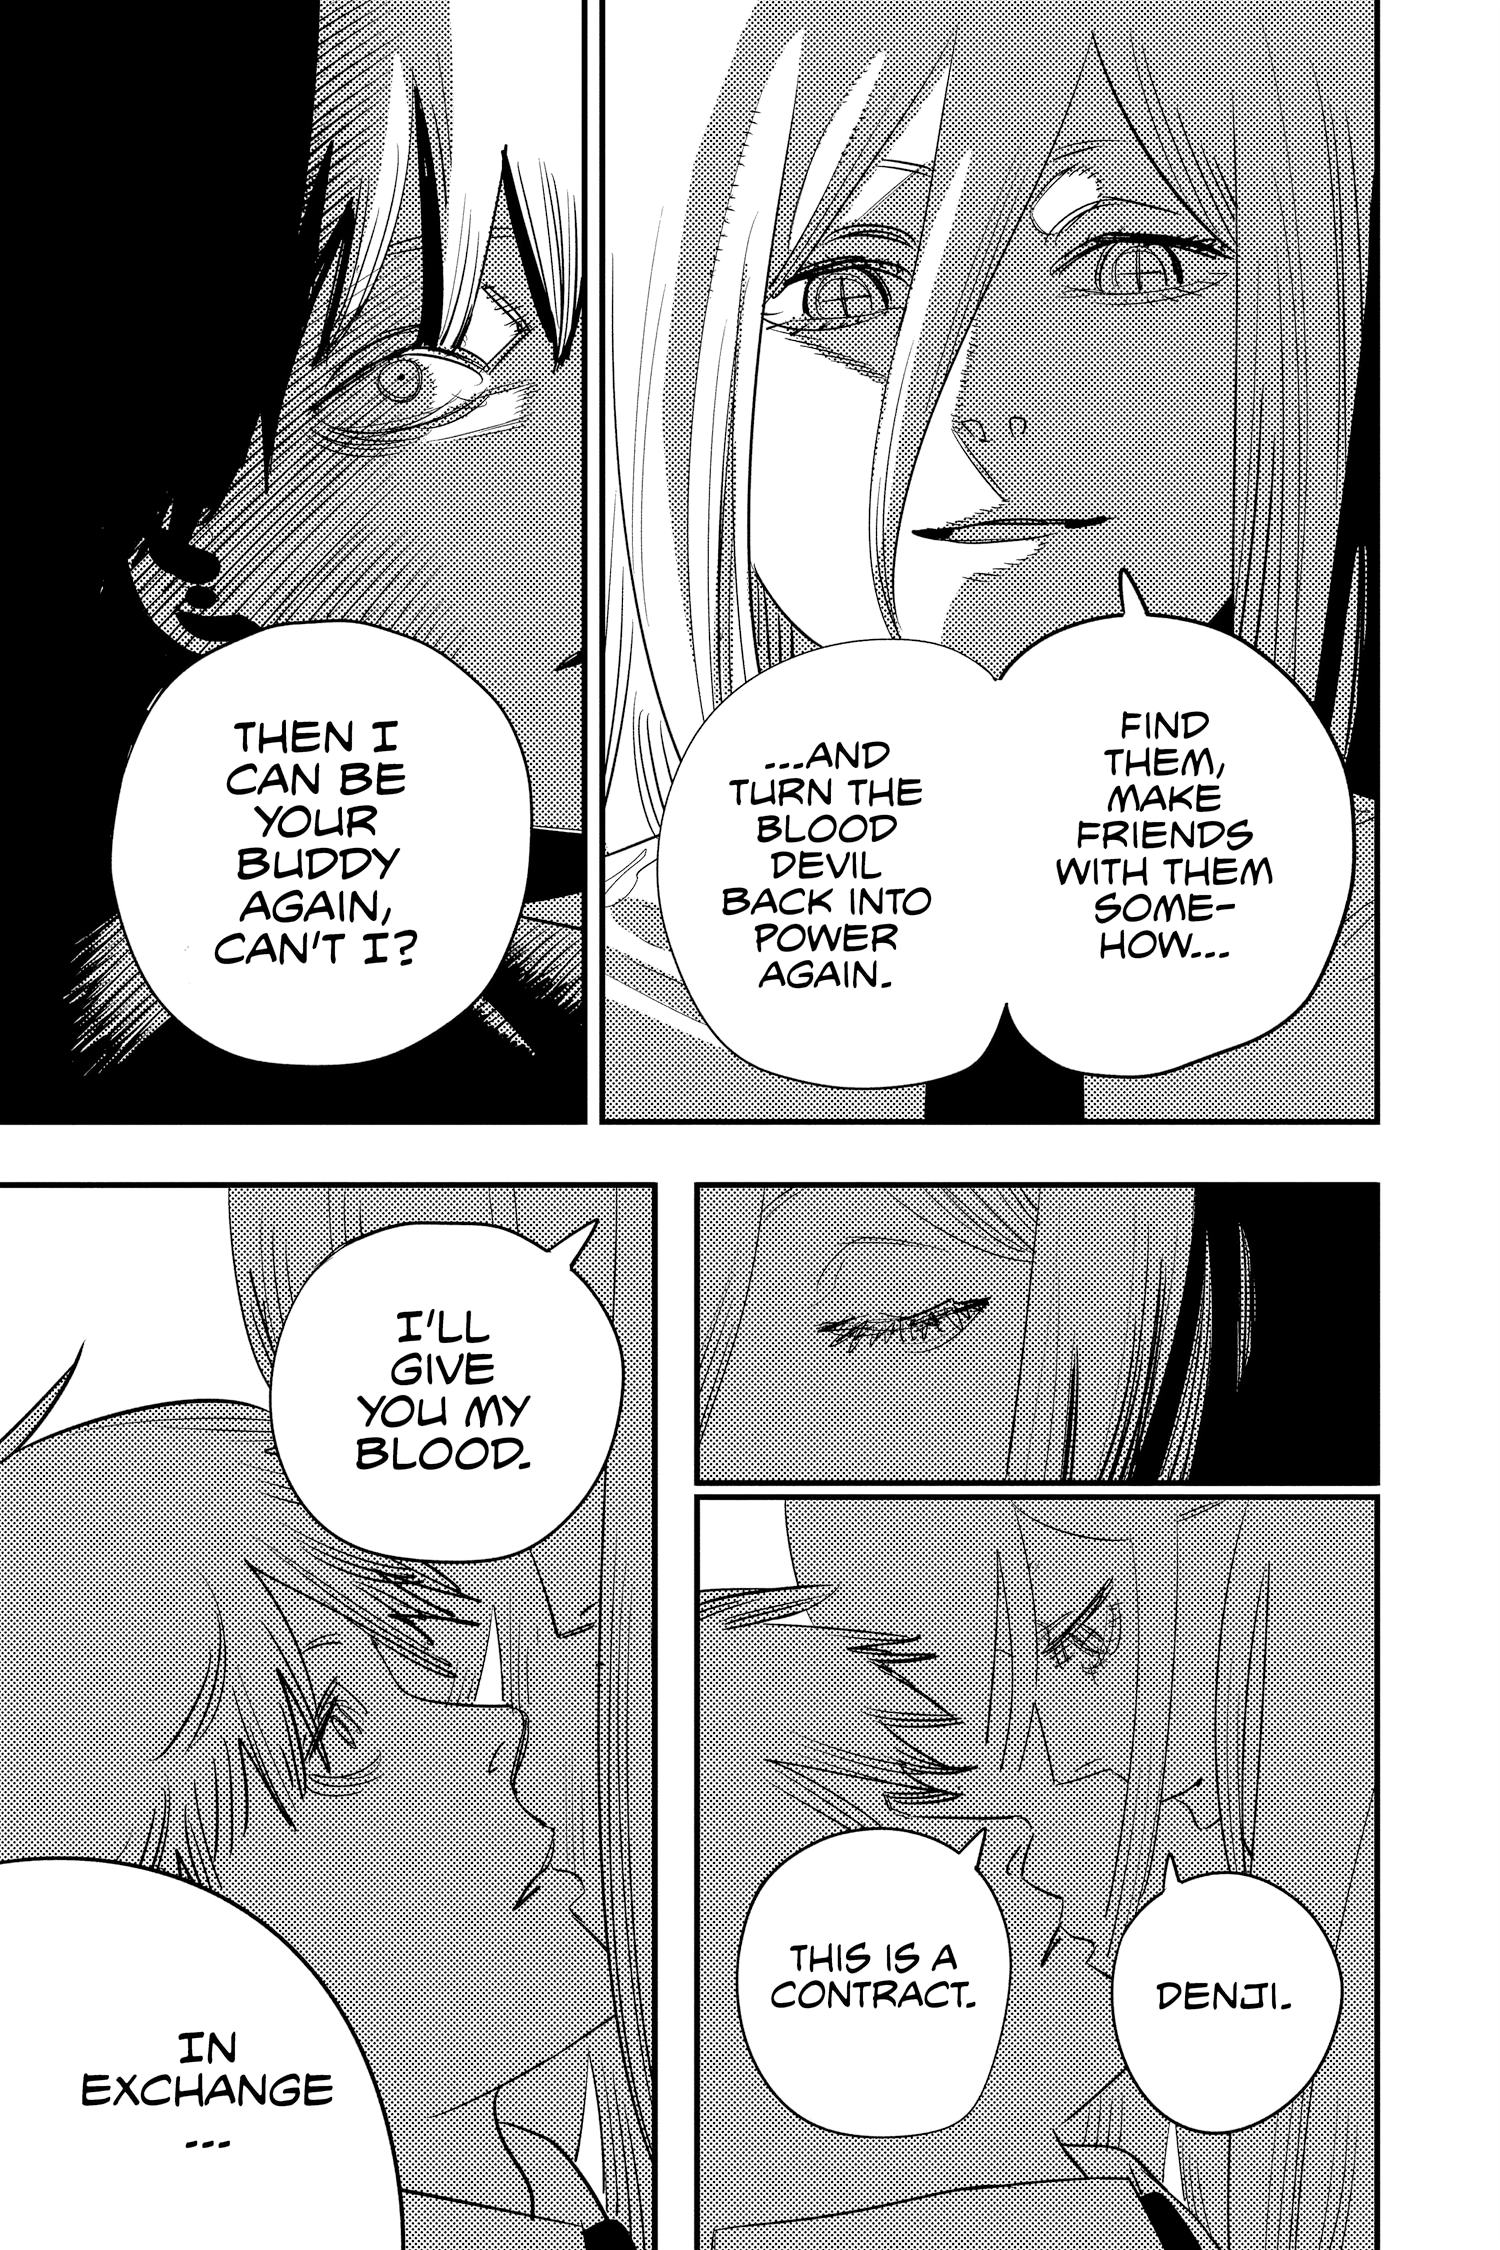 FIND
THEM,
MAKE
FRIENDS
WITH THEM
SOME-
HOW...
...AND
TURN THE
BLOOD
DEVIL
BACK INTO
POWER
AGAIN.
THEN I
CAN BE
YOUR
BUDDY
AGAIN,
CAN'T I?
DENJI.
THIS IS A
CONTRACT.
I'LL
GIVE
YOU MY
BLOOD.
IN
EXCHANGE
...